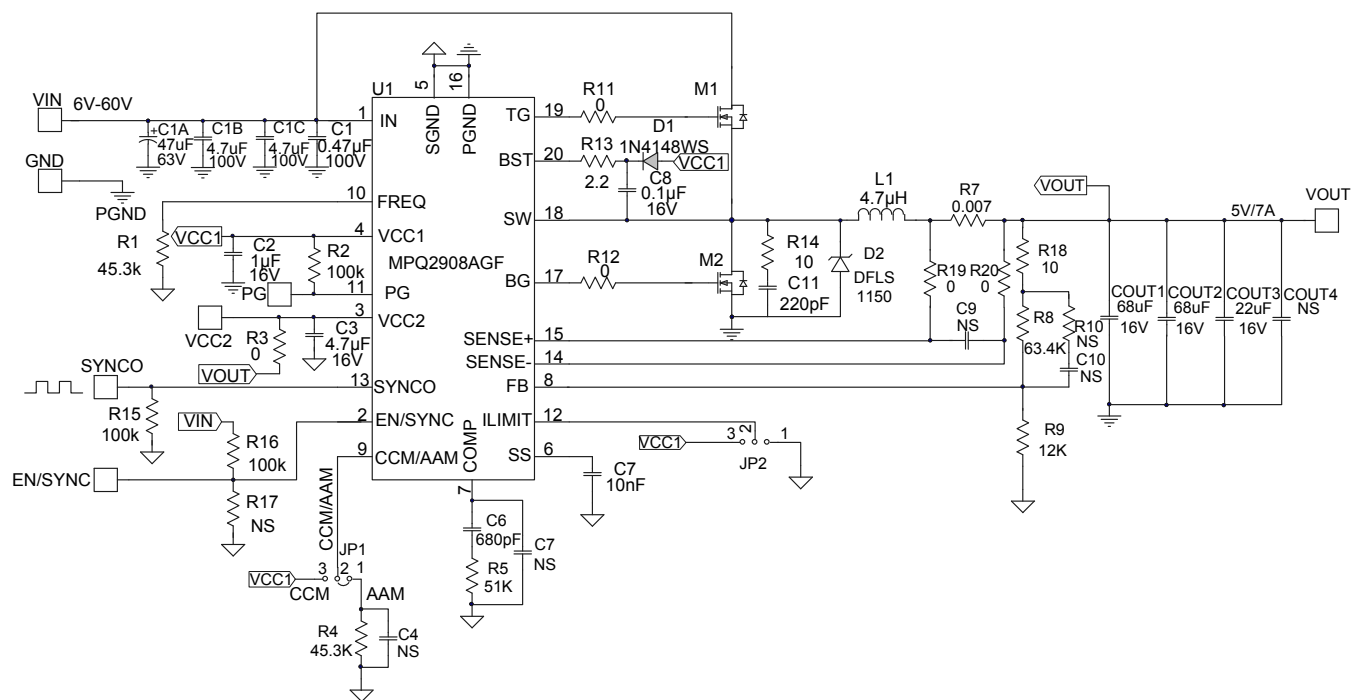 VIN
6V-60V
C1A
47uF
63V
C1B
4.7uF
100V
C1C
4.7uF
100V
C1
0.47uF
100V
GND
PGND
U1
MPQ2908AGF
5
16
SGND
PGND
1
IN
10
FREQ
4
VCC1
11
PG
3
VCC2
13
SYNCO
2
EN/SYNC
9
CCM/AAM
COMP
7
TG
19
BST
20
SW
18
BG
17
SENSE+
15
SENSE-
14
FB
8
ILIMIT
12
SS
6
R1
45.3k
VCC1
C2
1µF
16V
R2
100k
PG
VCC2
R3
0
C3
4.7µF
16V
VOUT
SYNCO
R15
100k
VIN
R16
100k
EN/SYNC
R17
NS
CCM/AAM
JP1
VCC1
3
2
1
CCM
AAM
R4
45.3K
C4
NS
C6
680pF
R5
51K
C7
NS
C7
10nF
R11
0
M1
R13
2.2
D1
1N4148WS
VCC1
C8
0.1µF
16V
R12
0
M2
R14
10
C11
220pF
D2
DFLS
1150
L1
4.7µH
R7
0.007
R19
0
R20
0
C9
NS
VOUT
R18
10
R8
63.4K
R10
NS
C10
NS
R9
12K
VCC1
3
2
1
JP2
5V/7A
VOUT
COUT1
68uF
16V
COUT2
68uF
16V
COUT3
22uF
16V
COUT4
NS